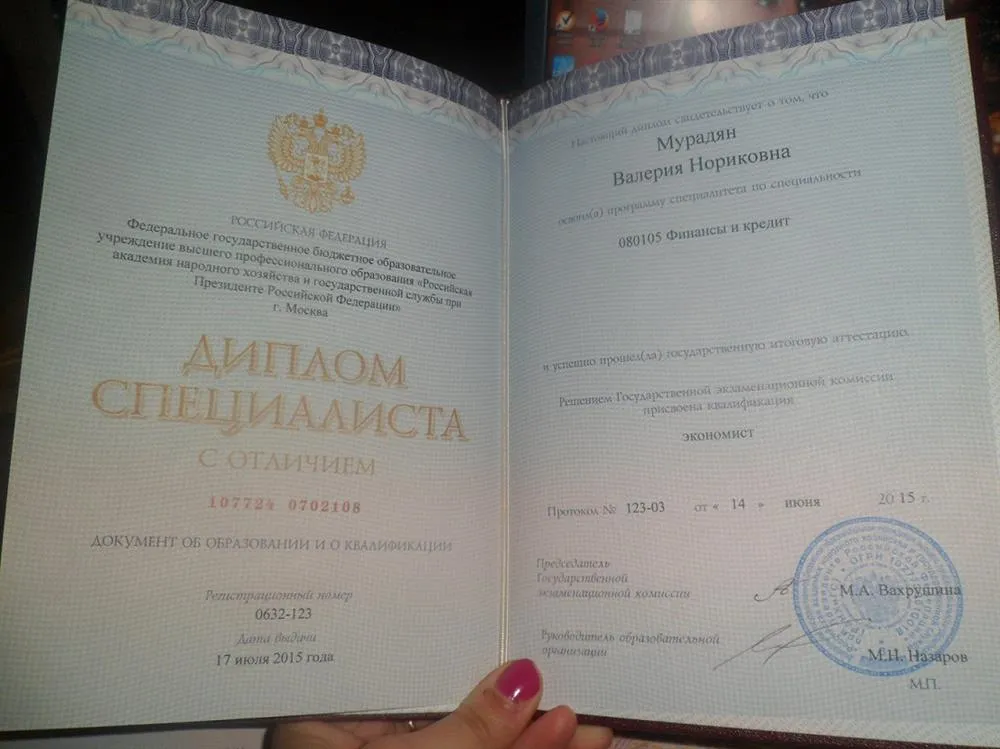 РОССИЙСКАЯ ФЕДЕРАЦИЯ
Федеральное государственное бюджетное образовательное
учреждение высшего профессионального образования «Российская
академия народного хозяйства и государственной службы при
Президенте Российской Федерации»
г. Москва
ДИПЛОМ
СПЕЦИАЛИСТА
С ОТЛИЧИЕМ
107724 0702108
ДОКУМЕНТ ОБ ОБРАЗОВАНИИ И О КВАЛИФИКАЦИИ
Регистрационный номер
0632-123
Дата выдачи
17 июля 2015 года
Настоящий диплом свидетельствует о том, что
Мурадян
Валерия Нориковна
освоил(а) программу специалитета по специальности
080105 Финансы и кредит
и успешно прошел(ла) государственную итоговую аттестацию
Решением Государственной экзаменационной комиссии
присвоена квалификация
экономист
Протокол № 123-03 от « 14 » июня 2015 г.
Председатель
Государственной
экзаменационной комиссии
М.А. Вахрушина
Руководитель образовательной
организации
М.Н. Назаров
М.П.